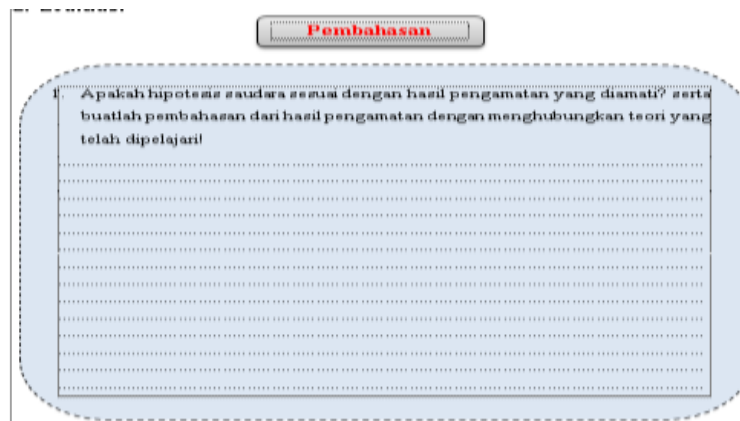 Pembahasan
1. Apakah hipotesis saudara sesuai dengan hasil pengamatan yang diamati? serta
buatlah pembahasan dari hasil pengamatan dengan menghubungkan teori yang
telah dipelajari!